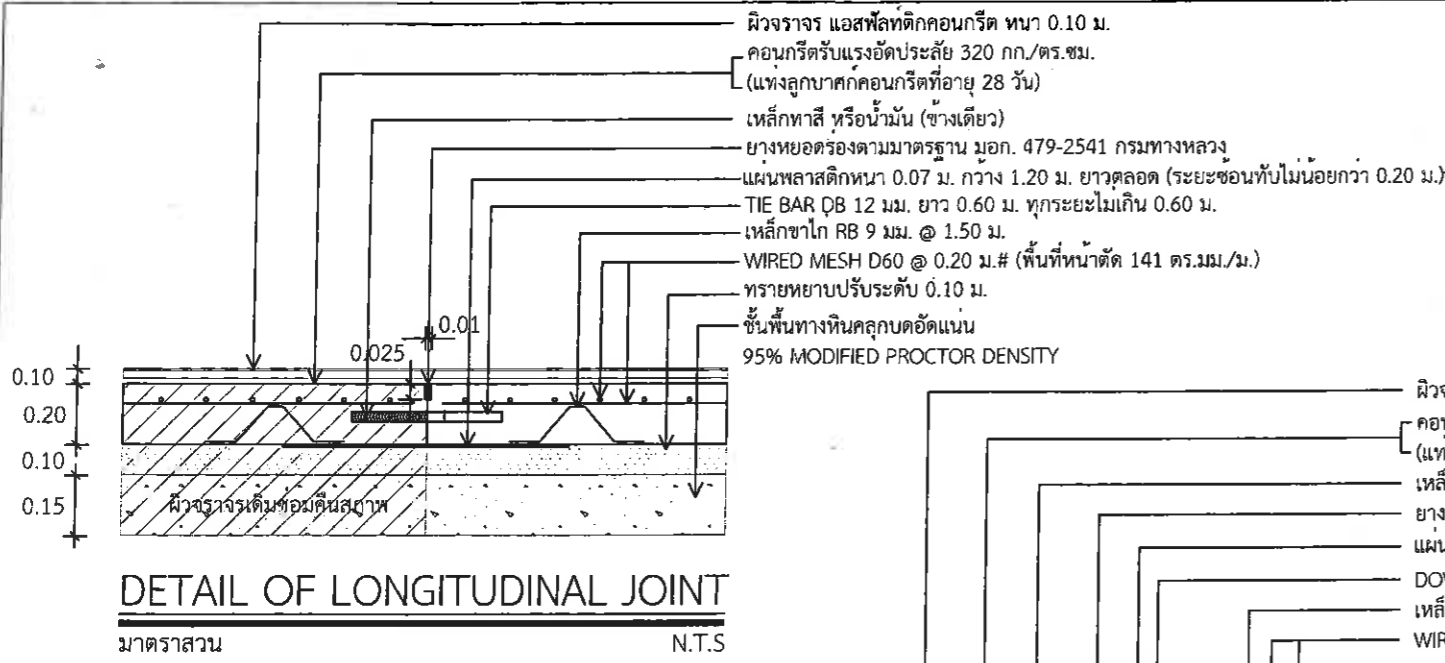 ผิวจราจร แอสฟัลท์ติกคอนกรีต หนา 0.10 ม.
คอนกรีตรับแรงอัดประลัย 320 กก./ตร.ซม.
(แท่งลูกบาศก์คอนกรีตที่อายุ 28 วัน)
เหล็กทาสี หรือน้ำมัน (ข้างเดียว)
ยางหยอดร่องตามมาตรฐาน มอก. 479-2541 กรมทางหลวง
แผ่นพลาสติกหนา 0.07 ม. กว้าง 1.20 ม. ยาวตลอด (ระยะซ้อนทับไม่น้อยกว่า 0.20 ม.)
TIE BAR DB 12 มม. ยาว 0.60 ม. ทุกระยะไม่เกิน 0.60 ม.
เหล็กขาไก่ RB 9 มม. @ 1.50 ม.
WIRED MESH D60 @ 0.20 ม.# (พื้นที่หน้าตัด 141 ตร.มม./ม.)
ทรายหยาบปรับระดับ 0.10 ม.
ชั้นพื้นทางหินคลุกบดอัดแน่น
95% MODIFIED PROCTOR DENSITY
0.01
0.025
0.10
0.20
0.10
0.15
ผิวจราจรเดิมซ่อมคืนสภาพ
DETAIL OF LONGITUDINAL JOINT
มาตราส่วน N.T.S
ผิวจ
คอน
(แท่
เหล็
ยาง
แผ่น
DOW
เหล็
WIR